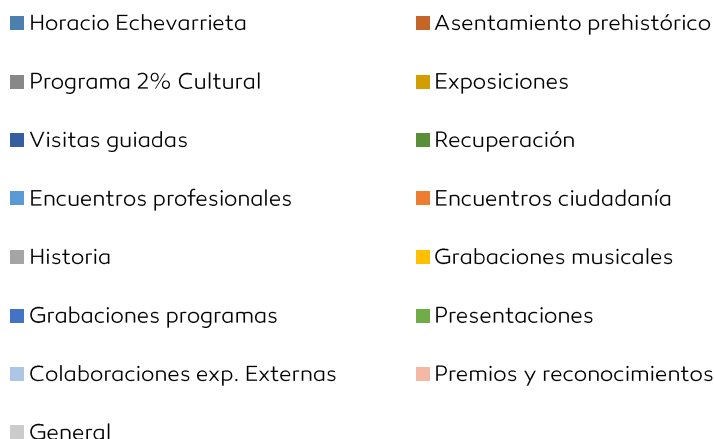 Horacio Echevarrieta
Asentamiento prehistórico
Programa 2% Cultural
Exposiciones
Visitas guiadas
Recuperación
Encuentros profesionales
Encuentros ciudadanía
Historia
Grabaciones musicales
Grabaciones programas
Presentaciones
Colaboraciones exp. Externas
Premios y reconocimientos
General